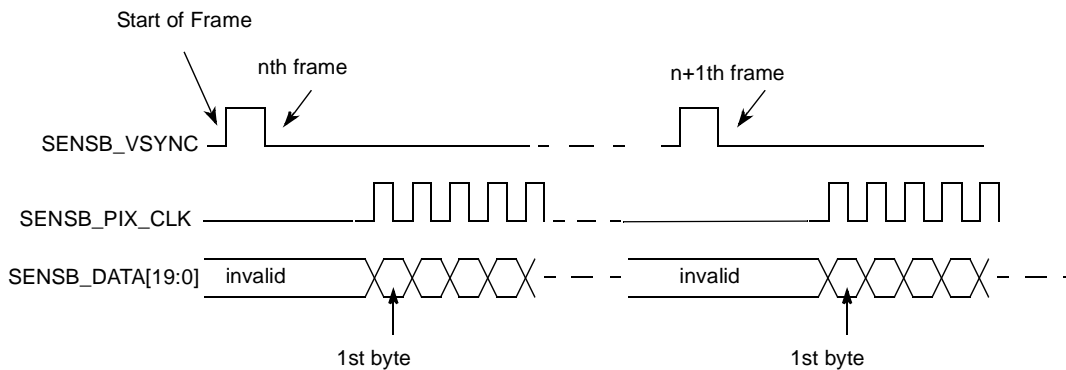 Start of Frame
nth frame
n+1th frame
SENSB_VSYNC
SENSB_PIX_CLK
SENSB_DATA[19:0]
invalid
invalid
1st byte
1st byte